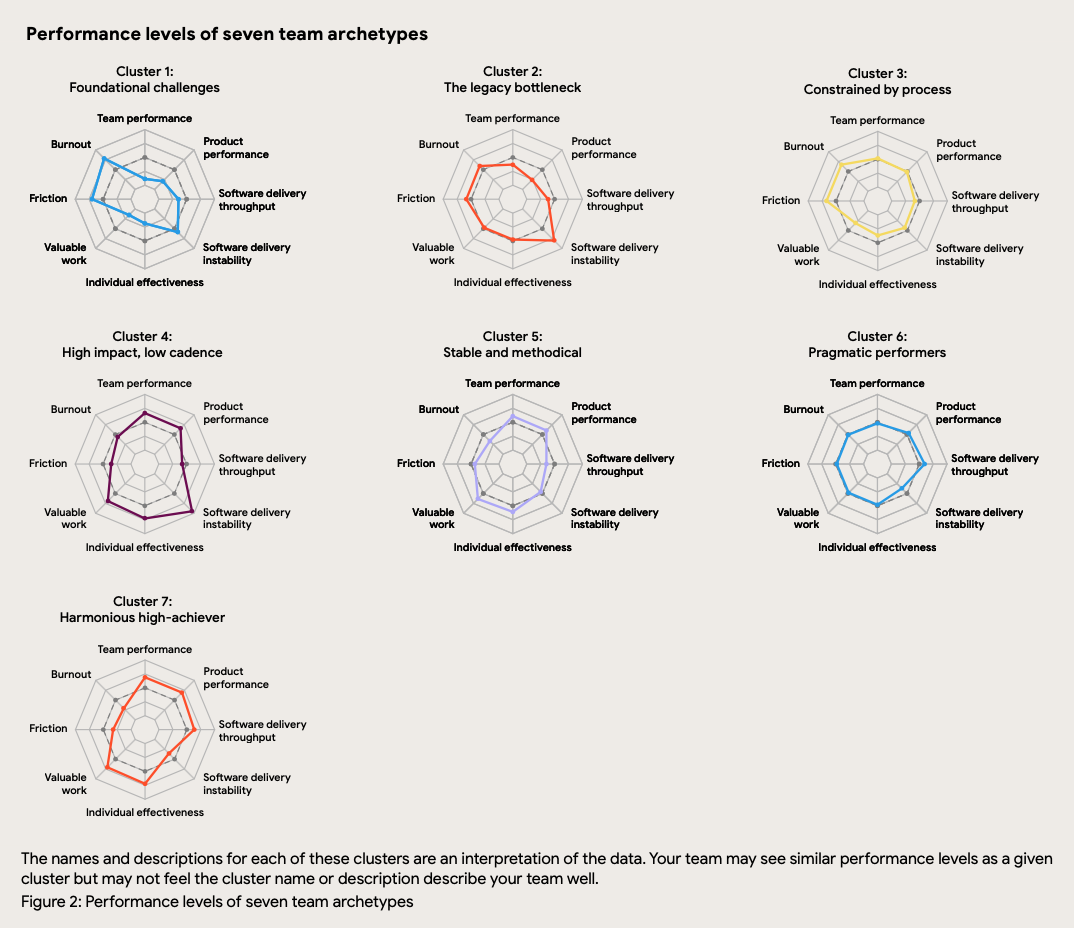 Performance levels of seven team archetypes
Cluster 1:
Foundational challenges
Team performance
Product
performance
Software delivery
throughput
Software delivery
instability
Individual effectiveness
Valuable
work
Friction
Burnout
Cluster 2:
The legacy bottleneck
Team performance
Product
performance
Software delivery
throughput
Software delivery
instability
Individual effectiveness
Valuable
work
Friction
Burnout
Cluster 3:
Constrained by process
Team performance
Product
performance
Software delivery
throughput
Software delivery
instability
Individual effectiveness
Valuable
work
Friction
Burnout
Cluster 4:
High impact, low cadence
Team performance
Product
performance
Software delivery
throughput
Software delivery
instability
Individual effectiveness
Valuable
work
Friction
Burnout
Cluster 5:
Stable and methodical
Team performance
Product
performance
Software delivery
throughput
Software delivery
instability
Individual effectiveness
Valuable
work
Friction
Burnout
Cluster 6:
Pragmatic performers
Team performance
Product
performance
Software delivery
throughput
Software delivery
instability
Individual effectiveness
Valuable
work
Friction
Burnout
Cluster 7:
Harmonious high-achiever
Team performance
Product
performance
Software delivery
throughput
Software delivery
instability
Individual effectiveness
Valuable
work
Friction
Burnout
The names and descriptions for each of these clusters are an interpretation of the data. Your team may see similar performance levels as a given
cluster but may not feel the cluster name or description describe your team well.
Figure 2: Performance levels of seven team archetypes